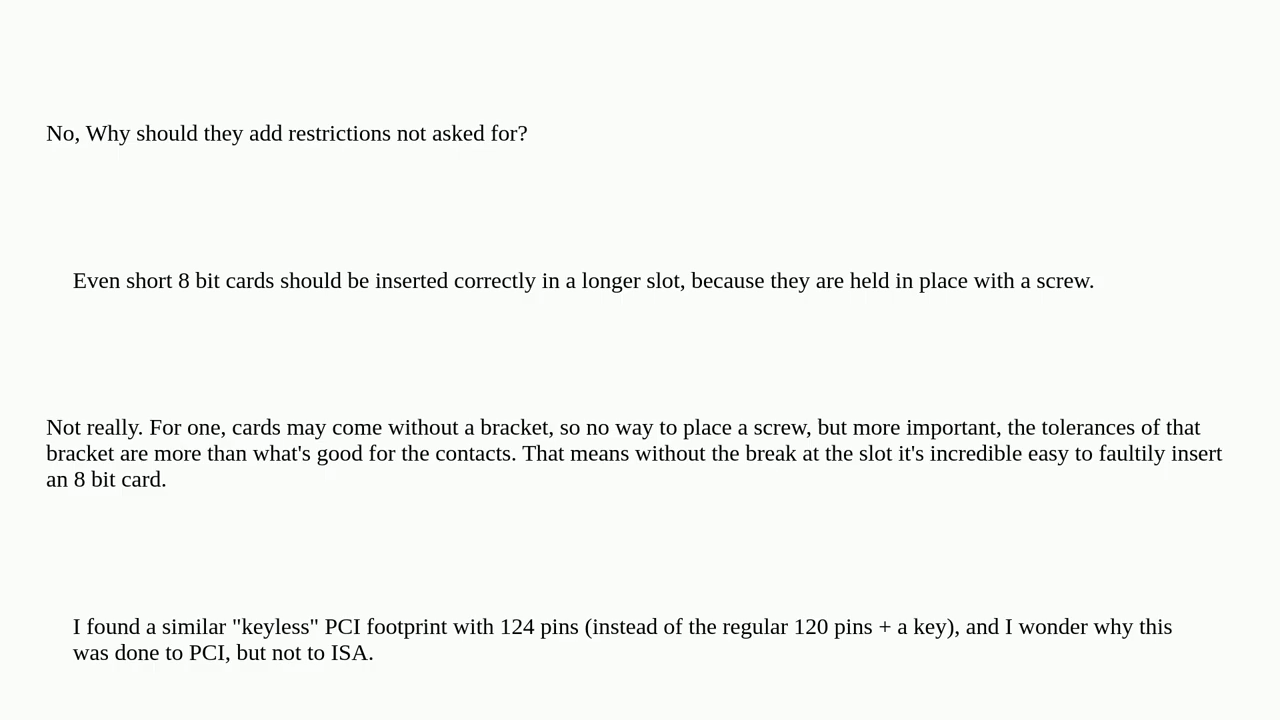 No, Why should they add restrictions not asked for?
Even short 8 bit cards should be inserted correctly in a longer slot, because they are held in place with a screw.
Not really. For one, cards may come without a bracket, so no way to place a screw, but more important, the tolerances of that
bracket are more than what's good for the contacts. That means without the break at the slot it's incredible easy to faultily insert
an 8 bit card.
I found a similar "keyless" PCI footprint with 124 pins (instead of the regular 120 pins + a key), and I wonder why this
was done to PCI, but not to ISA.